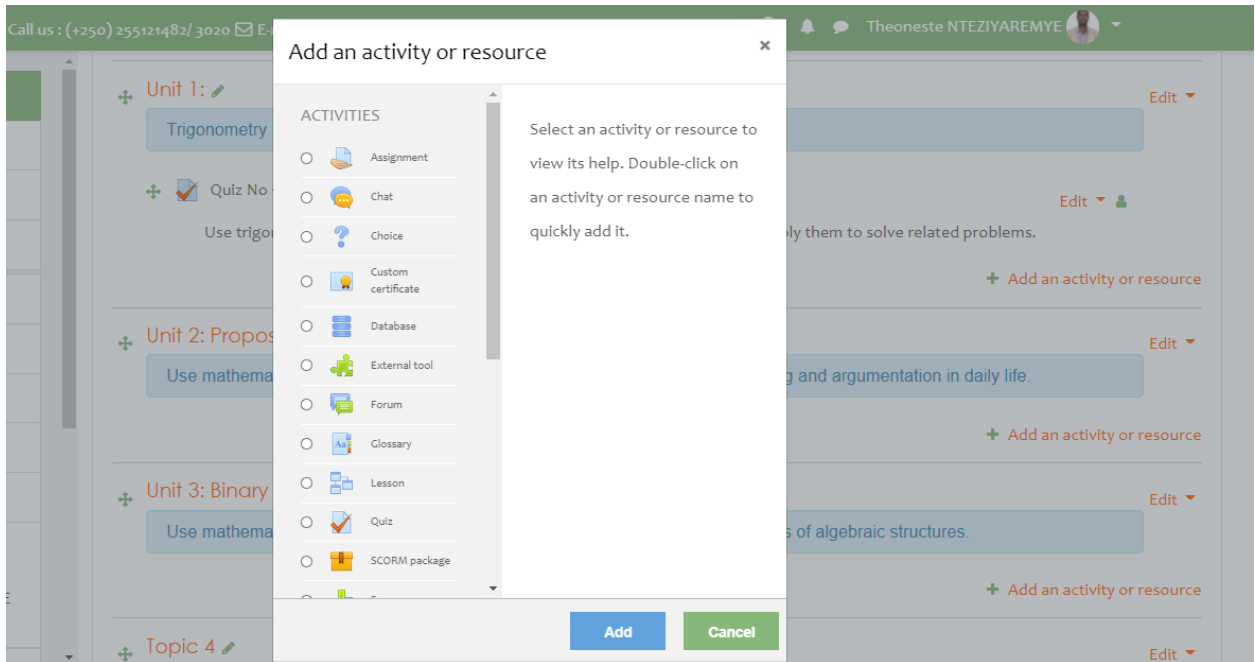 Call us : (+250) 255121482/ 3020 E-
Theoneste NTEZIYAREMYE
Add an activity or resource
×
ACTIVITIES
Assignment
Chat
Choice
Custom
certificate
Database
External tool
Forum
Glossary
Lesson
Quiz
SCORM package
Select an activity or resource to
view its help. Double-click on
an activity or resource name to
quickly add it.
Add
Cancel
Unit 1:
Edit
Trigonometry
Quiz No
Edit
Use trigo
ly them to solve related problems.
+ Add an activity or resource
Unit 2: Propos
Edit
Use mathema
g and argumentation in daily life.
+ Add an activity or resource
Unit 3: Binary
Edit
Use mathema
s of algebraic structures.
+ Add an activity or resource
Topic 4
Edit